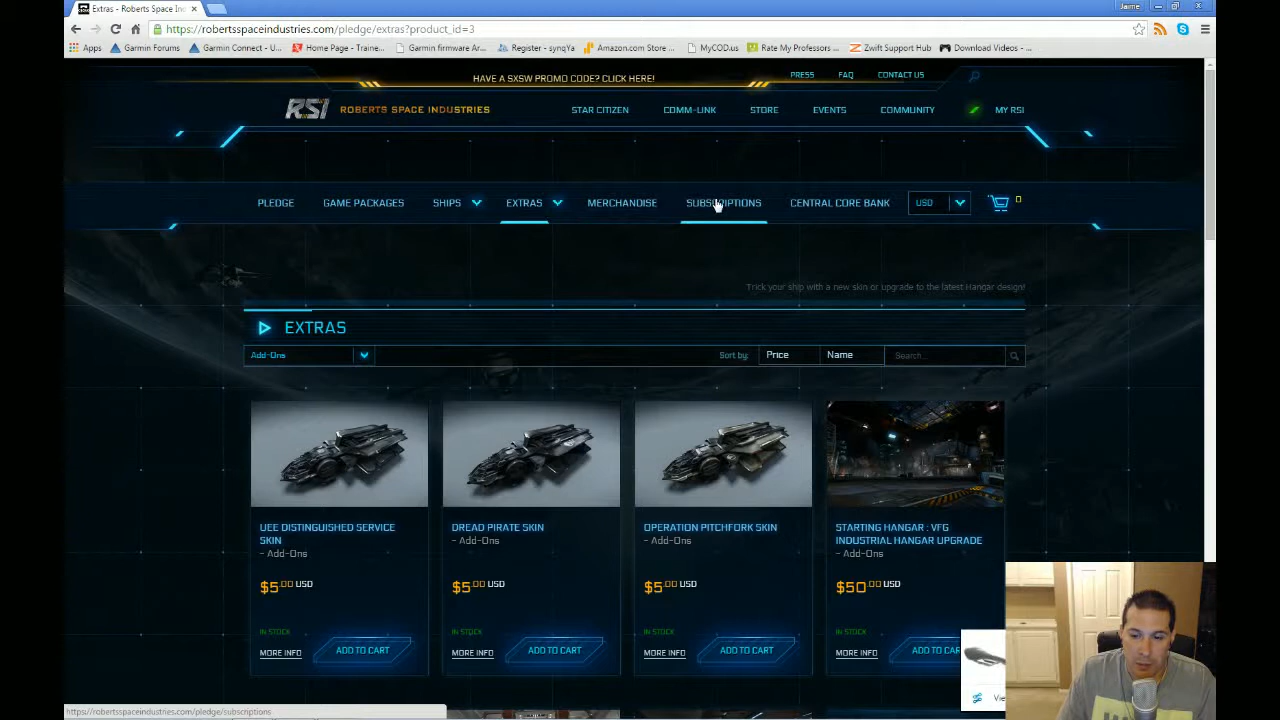 Extras - Roberts Space In
Jaime
https://robertsspaceindustries.com/pledge/extras?product_id=3
Apps
Garmin Forums
Garmin Connect - U...
Home Page - Traine...
Garmin firmware Ar...
Register - synqYa
Amazon.com Store ...
MyCOD.us
Rate My Professors ...
Zwift Support Hub
Download Videos - ...
HAVE A SXSW PROMO CODE? CLICK HERE!
PRESS
FAQ
CONTACT US
RSI
ROBERTS SPACE INDUSTRIES
STAR CITIZEN
COMM-LINK
STORE
EVENTS
COMMUNITY
MY RSI
PLEDGE
GAME PACKAGES
SHIPS
EXTRAS
MERCHANDISE
SUBSCRIPTIONS
CENTRAL CORE BANK
USD
0
Trick your ship with a new skin or upgrade to the latest Hangar design!
EXTRAS
Add-Ons
Sort by:
Price
Name
Search...
UEE DISTINGUISHED SERVICE
SKIN
- Add-Ons
$5.00 USD
IN STOCK
MORE INFO
ADD TO CART
DREAD PIRATE SKIN
- Add-Ons
$5.00 USD
IN STOCK
MORE INFO
ADD TO CART
OPERATION PITCHFORK SKIN
- Add-Ons
$5.00 USD
IN STOCK
MORE INFO
ADD TO CART
STARTING HANGAR : VFG
INDUSTRIAL HANGAR UPGRADE
- Add-Ons
$50.00 USD
IN STOCK
MORE INFO
ADD TO CAR
Vie
https://robertsspaceindustries.com/pledge/subscriptions